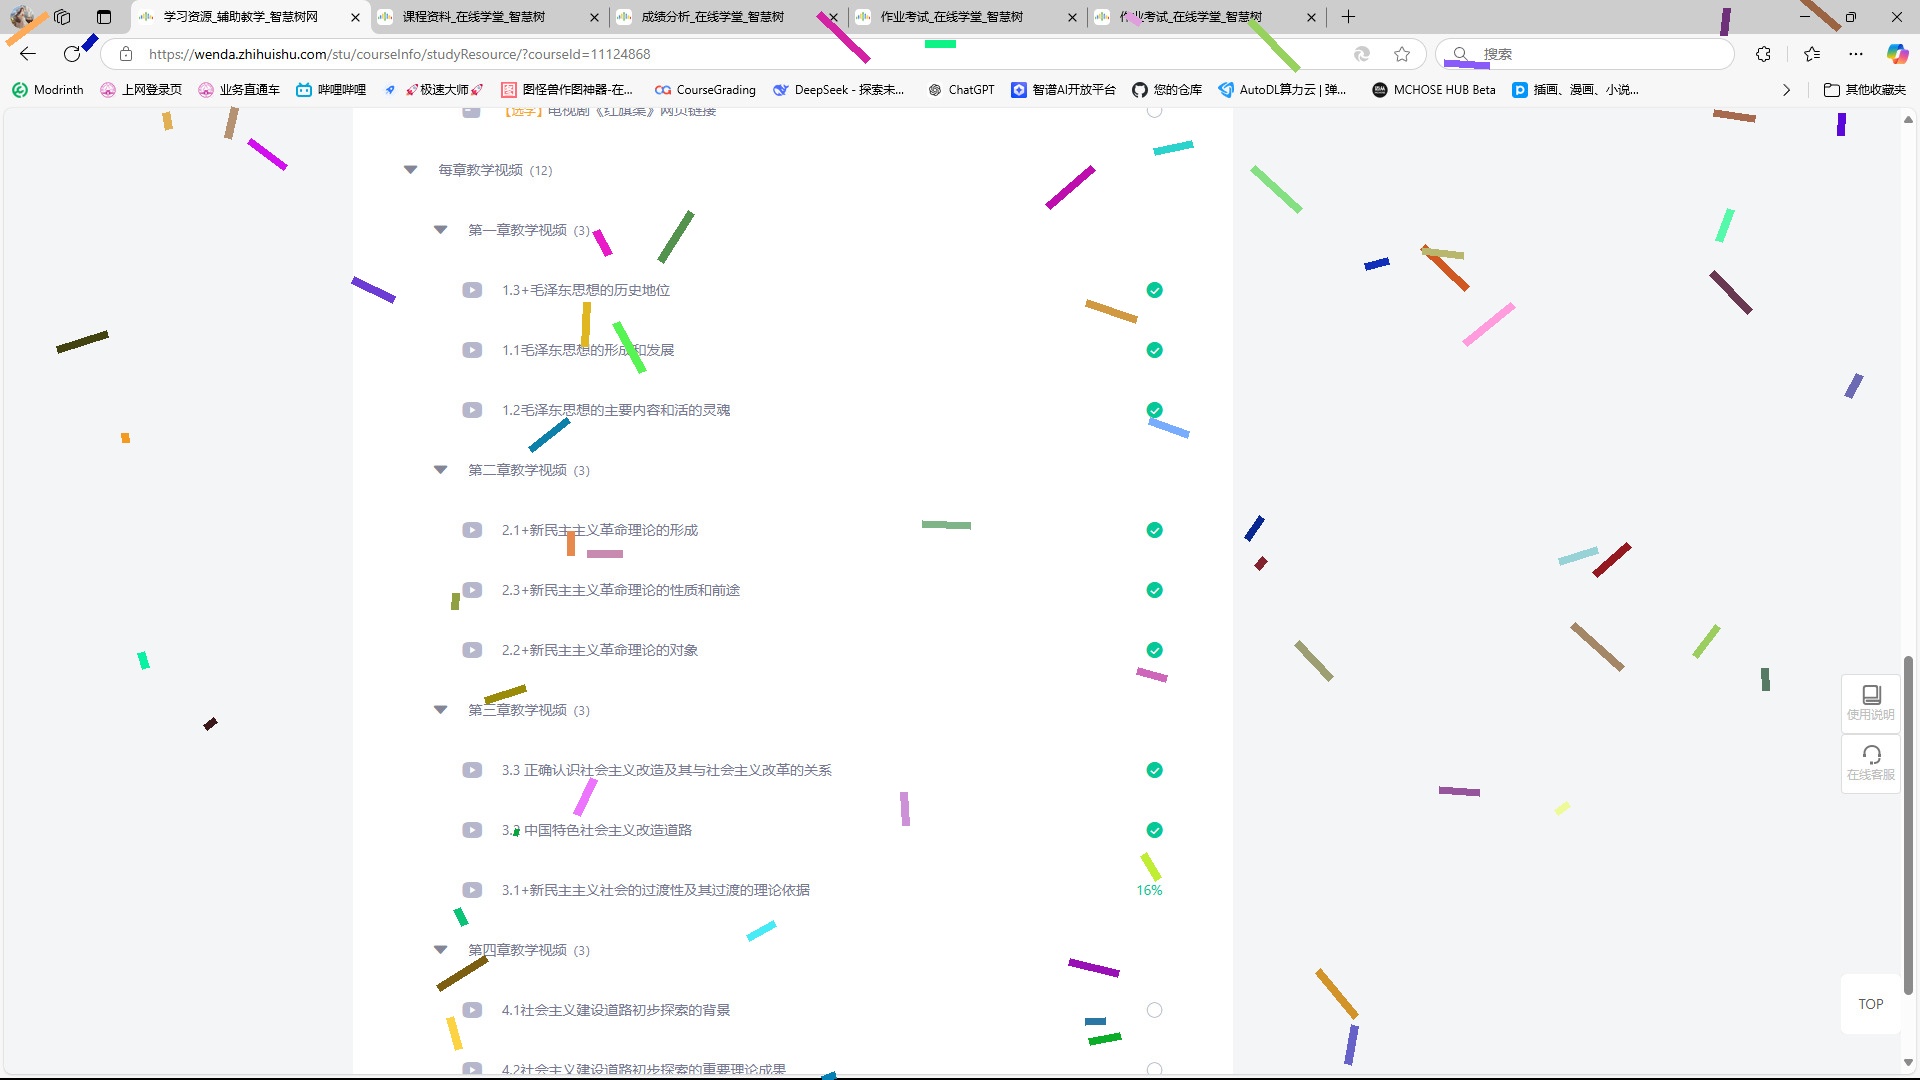 学习资源_辅助教学_智慧树网
课程资料_在线学堂_智慧树
成绩分析_在线学堂_智慧树
作业考试_在线学堂_智慧树
作业考试_在线学堂_智慧树
https://wenda.zhihuishu.com/stu/courseInfo/studyResource/?courseId=11124868
搜索
Modrinth
上网登录页
业务直通车
哔哩哔哩
🚀极速大师🚀
图怪兽作图神器-在...
CourseGrading
DeepSeek - 探索未...
ChatGPT
智谱AI开放平台
您的仓库
AutoDL算力云 | 弹...
MCHOSE HUB Beta
插画、漫画、小说...
其他收藏夹
【选学】电视剧《红旗渠》网页链接
每章教学视频 (12)
第一章教学视频 (3)
1.3+毛泽东思想的历史地位
1.1毛泽东思想的形成和发展
1.2毛泽东思想的主要内容和活的灵魂
第二章教学视频 (3)
2.1+新民主主义革命理论的形成
2.3+新民主主义革命理论的性质和前途
2.2+新民主主义革命理论的对象
第三章教学视频 (3)
3.3 正确认识社会主义改造及其与社会主义改革的关系
3.2 中国特色社会主义改造道路
3.1+新民主主义社会的过渡性及其过渡的理论依据
16%
第四章教学视频 (3)
4.1社会主义建设道路初步探索的背景
4.2社会主义建设道路初步探索的重要理论成果
使用说明
在线客服
TOP